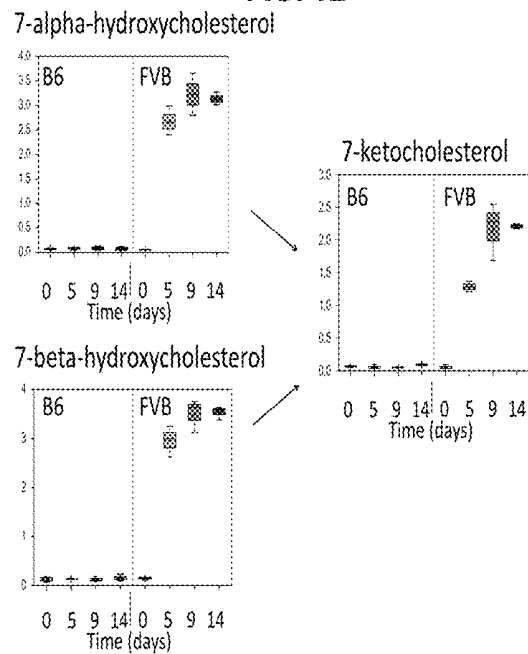 7-alpha-hydroxycholesterol
4.0
3.5
3.0
2.5
2.0
1.5
1.0
0.5
0.0
B6 FVB
0 5 9 14 0 5 9 14
Time (days)
7-ketocholesterol
3.0
2.5
2.0
1.5
1.0
0.5
0.0
B6 FVB
0 5 9 14 0 5 9 14
Time (days)
7-beta-hydroxycholesterol
4
3
2
1
0
B6 FVB
0 5 9 14 0 5 9 14
Time (days)